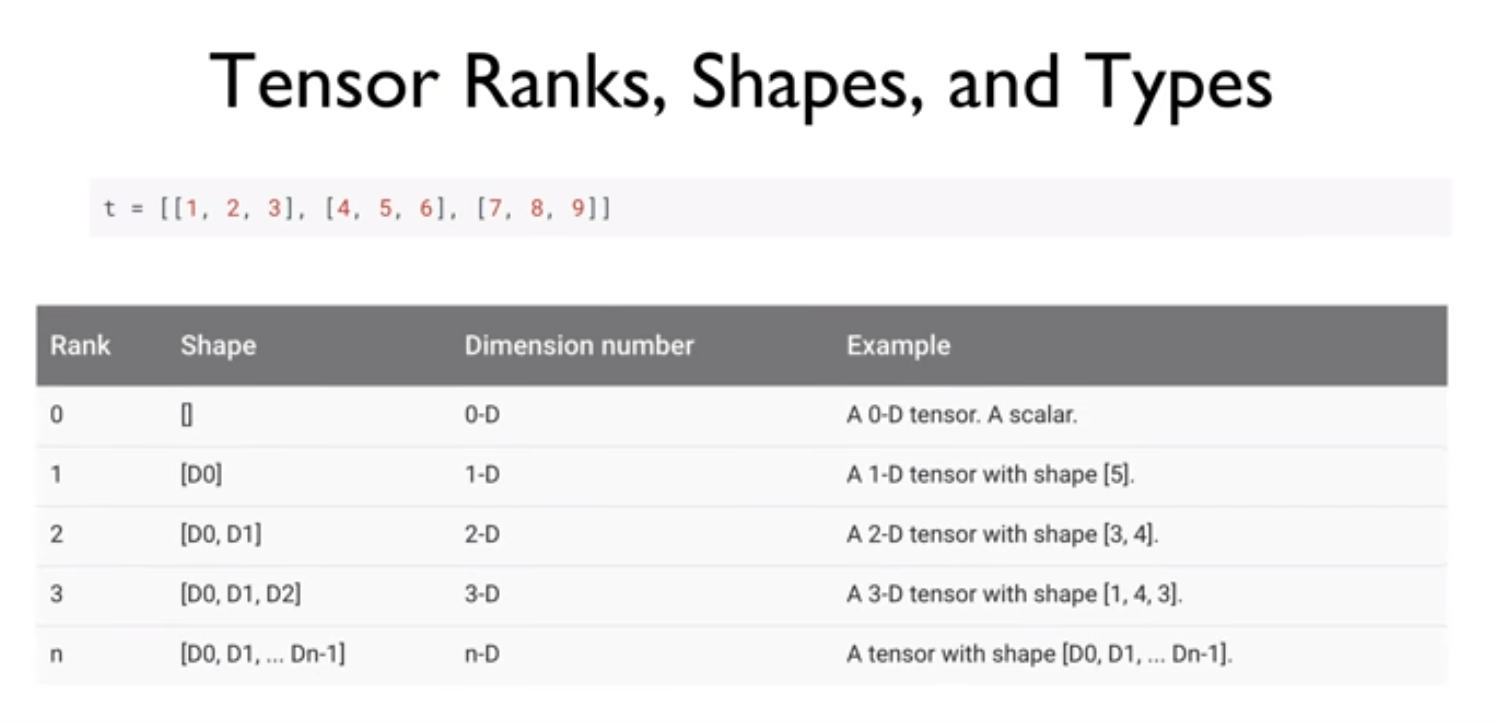 Tensor Ranks, Shapes, and Types
t = [[1, 2, 3], [4, 5, 6], [7, 8, 9]]
Rank Shape Dimension number Example
0 [] 0-D A 0-D tensor. A scalar.
1 [D0] 1-D A 1-D tensor with shape [5].
2 [D0, D1] 2-D A 2-D tensor with shape [3, 4].
3 [D0, D1, D2] 3-D A 3-D tensor with shape [1, 4, 3].
n [D0, D1, ... Dn-1] n-D A tensor with shape [D0, D1, ... Dn-1].